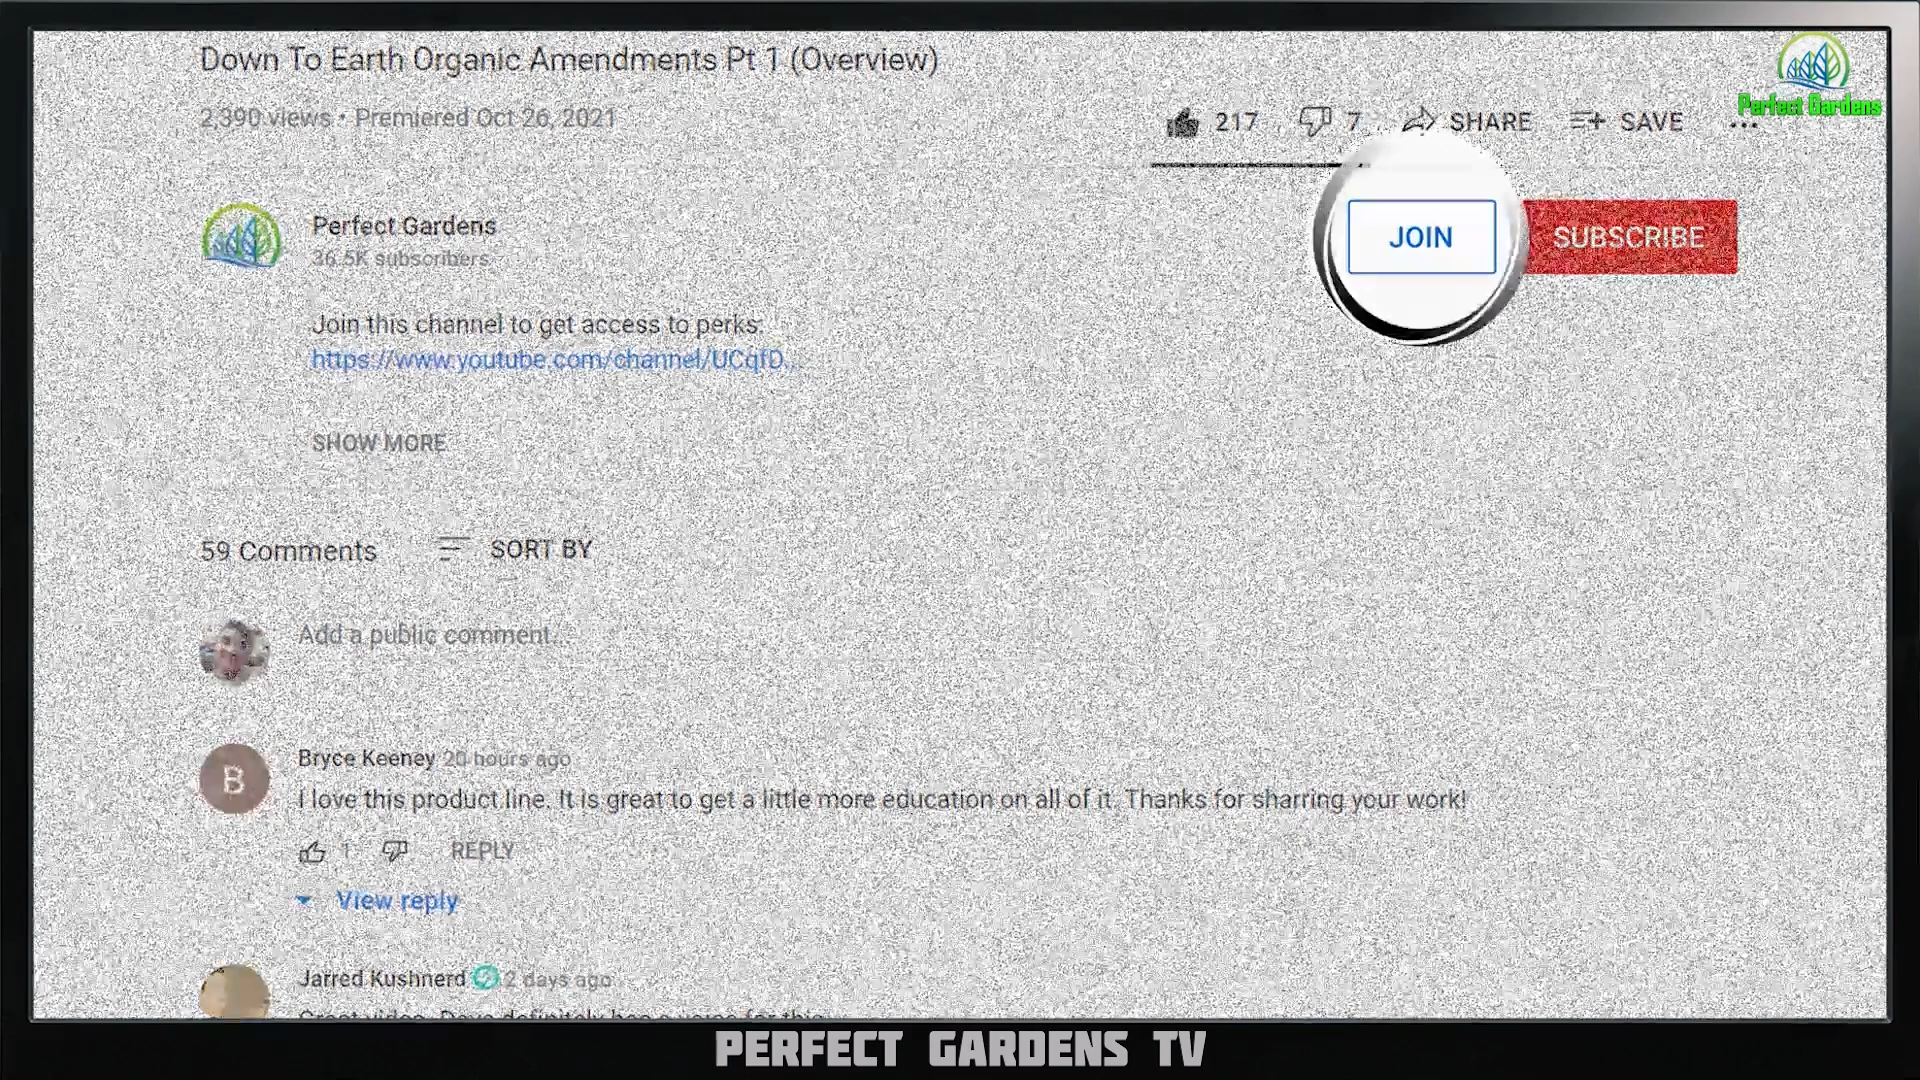 Down To Earth Organic Amendments Pt 1 (Overview)
2,390 views • Premiered Oct 26, 2021
217 7 SHARE SAVE ...
Perfect Gardens
Perfect Gardens
36.5K subscribers
JOIN SUBSCRIBE
Join this channel to get access to perks:
https://www.youtube.com/channel/UCqfD...
SHOW MORE
59 Comments SORT BY
Add a public comment...
B
Bryce Keeney 20 hours ago
I love this product line. It is great to get a little more education on all of it. Thanks for sharring your work!
1 REPLY
View reply
Jarred Kushnerd 2 days ago
PERFECT GARDENS TV